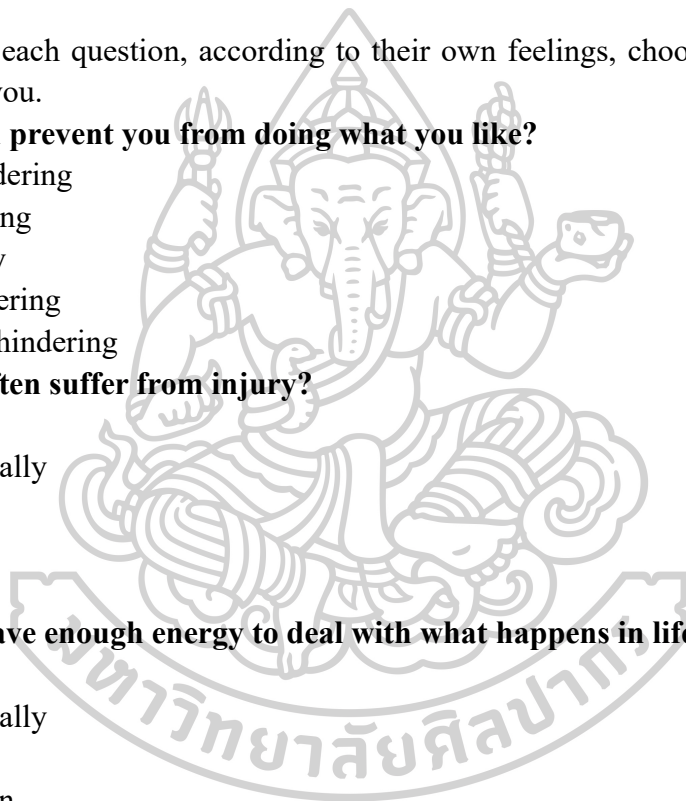 each question, according to their own feelings, choo
you.
prevent you from doing what you like?
dering
ng
ering
hindering
ten suffer from injury?
ally
ave enough energy to deal with what happens in life
ally
n
มหาวิทยาลัยศิลปากร